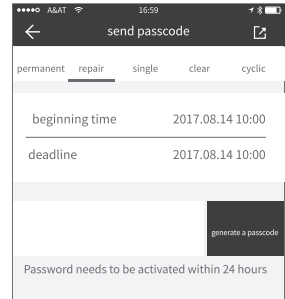 A&AT 16:59
send passcode
permanent repair single clear cyclic
beginning time 2017.08.14 10:00
deadline 2017.08.14 10:00
generate a passcode
Password needs to be activated within 24 hours